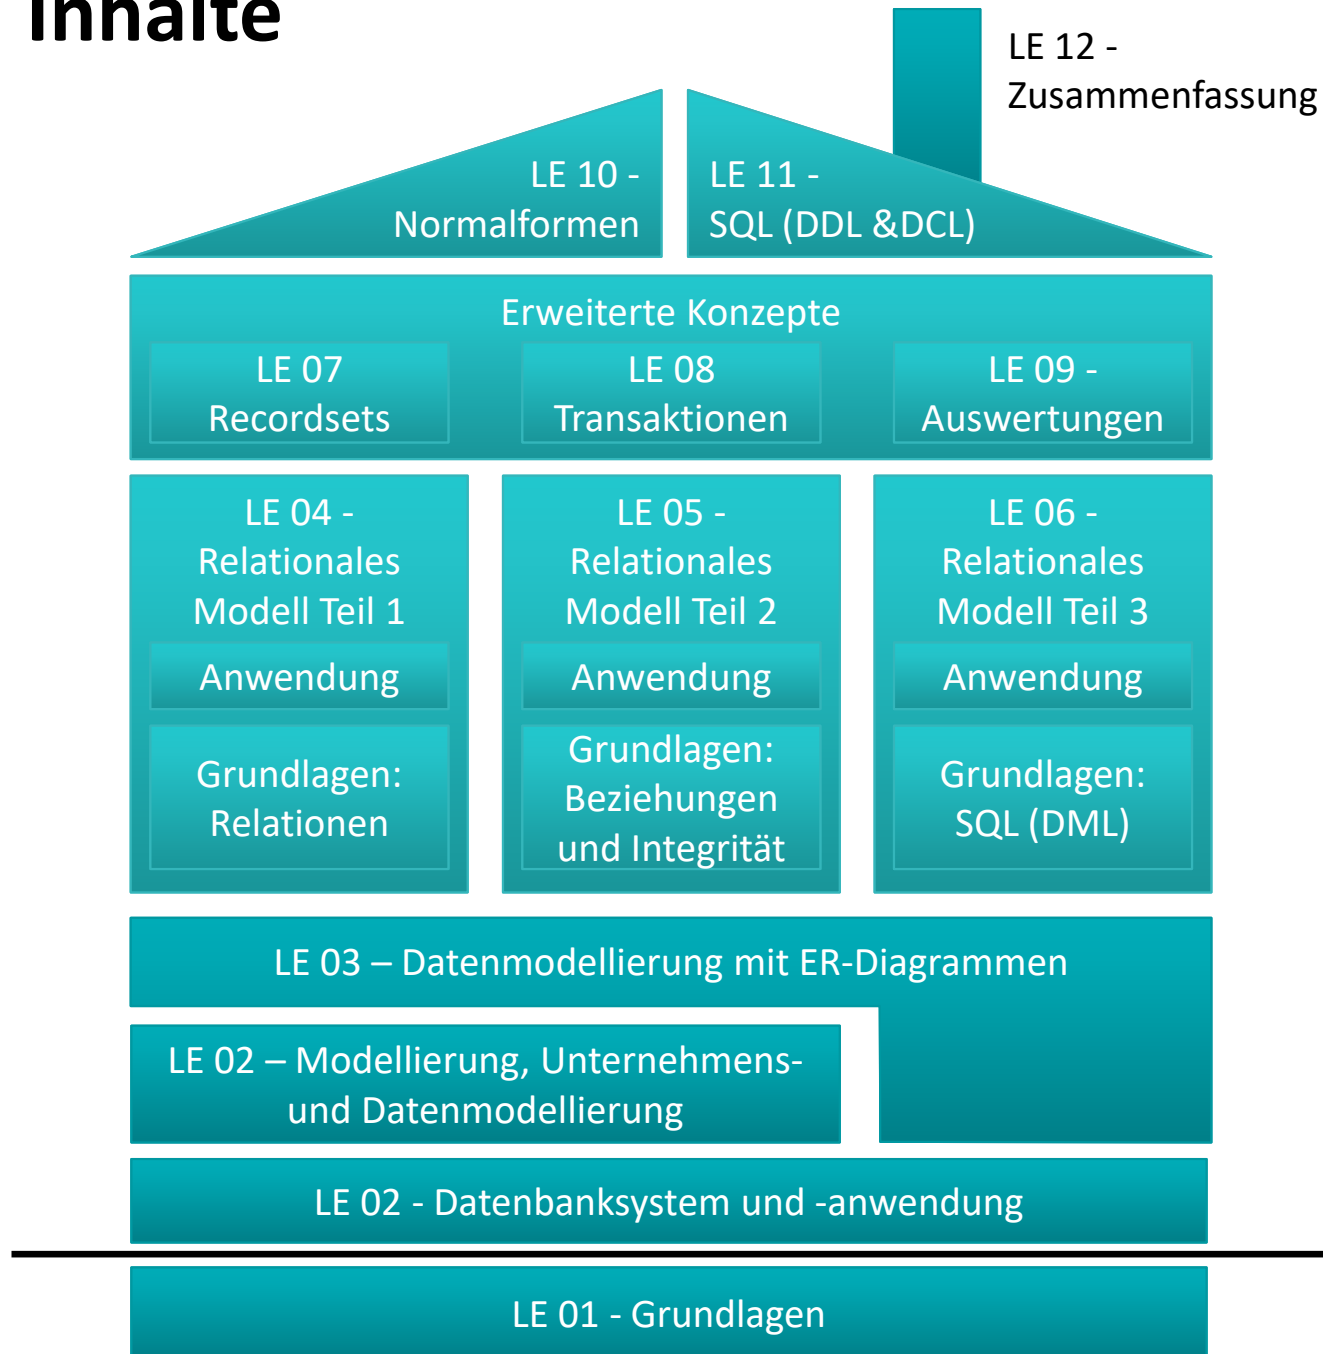 Inhalte
LE 12 -
Zusammenfassung
LE 10 -
Normalformen
LE 11 -
SQL (DDL &DCL)
Erweiterte Konzepte
LE 07
Recordsets
LE 08
Transaktionen
LE 09 -
Auswertungen
LE 04 -
Relationales
Modell Teil 1
Anwendung
Grundlagen:
Relationen
LE 05 -
Relationales
Modell Teil 2
Anwendung
Grundlagen:
Beziehungen
und Integrität
LE 06 -
Relationales
Modell Teil 3
Anwendung
Grundlagen:
SQL (DML)
LE 03 – Datenmodellierung mit ER-Diagrammen
LE 02 – Modellierung, Unternehmens-
und Datenmodellierung
LE 02 - Datenbanksystem und -anwendung
LE 01 - Grundlagen